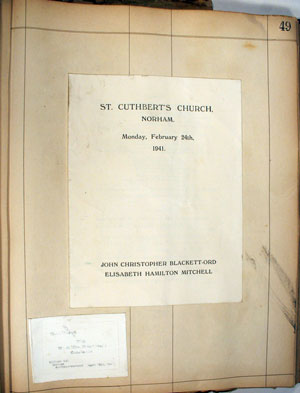 49
ST. CUTHBERT'S CHURCH,
NORHAM.
Monday, February 24th,
1941.
JOHN CHRISTOPHER BLACKETT-ORD
ELISABETH HAMILTON MITCHELL